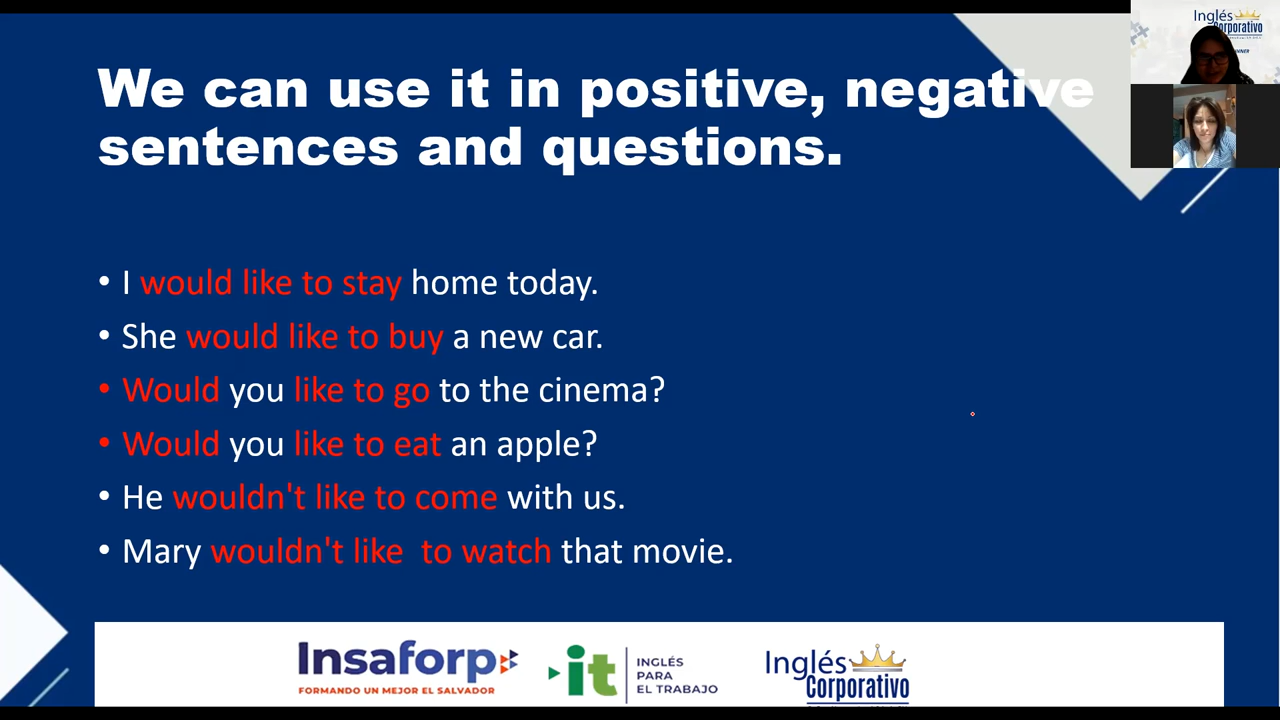 We can use it in positive, negative
sentences and questions.
• I would like to stay home today.
• She would like to buy a new car.
• Would you like to go to the cinema?
• Would you like to eat an apple?
• He wouldn't like to come with us.
• Mary wouldn't like  to watch that movie.
Insaforp
FORMANDO UN MEJOR EL SALVADOR
it
INGLÉS
PARA
EL TRABAJO
Inglés
Corporativo
Inglés
Corporativo